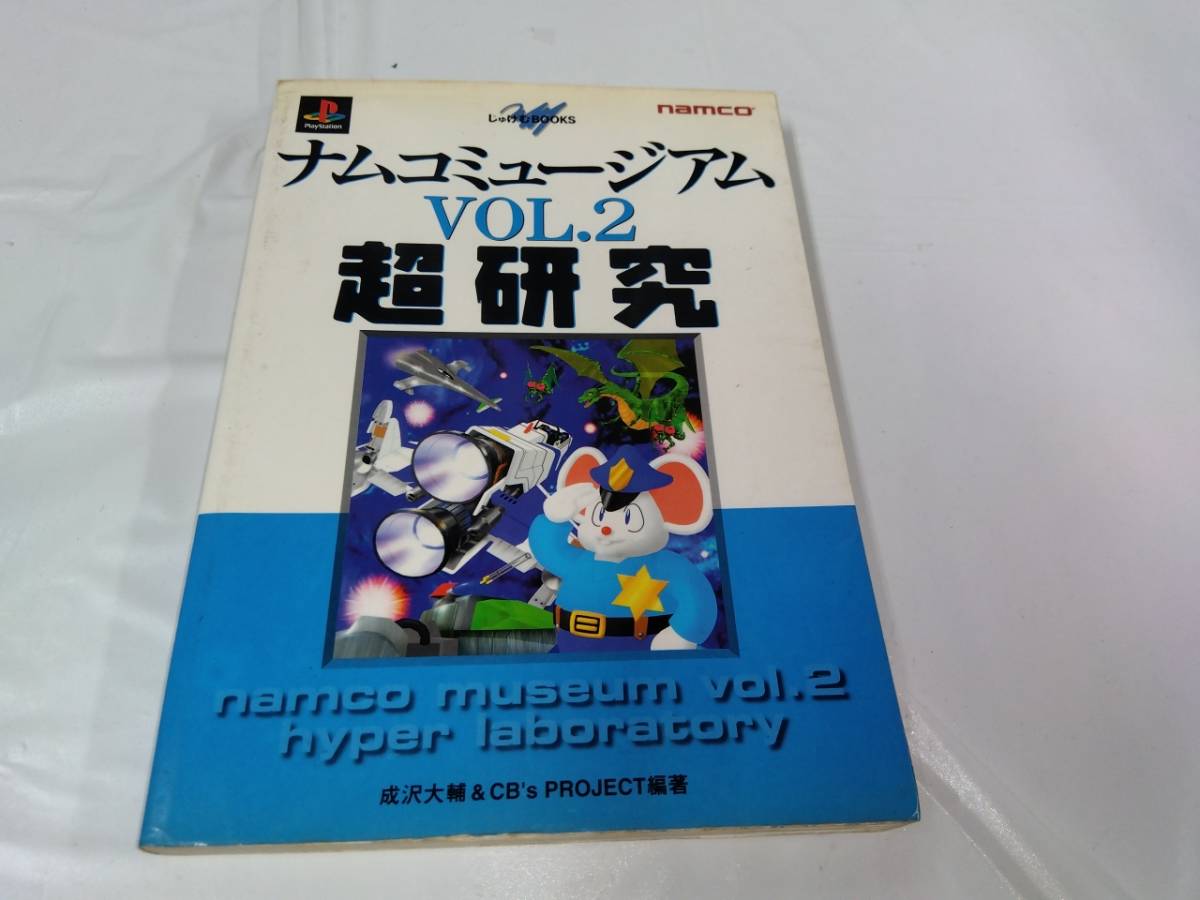 PlayStation
じゅげむBOOKS
namco
ナムコミュージアム
VOL.2
超研究
namco museum vol.2
hyper laboratory
成沢大輔&CB's PROJECT編著